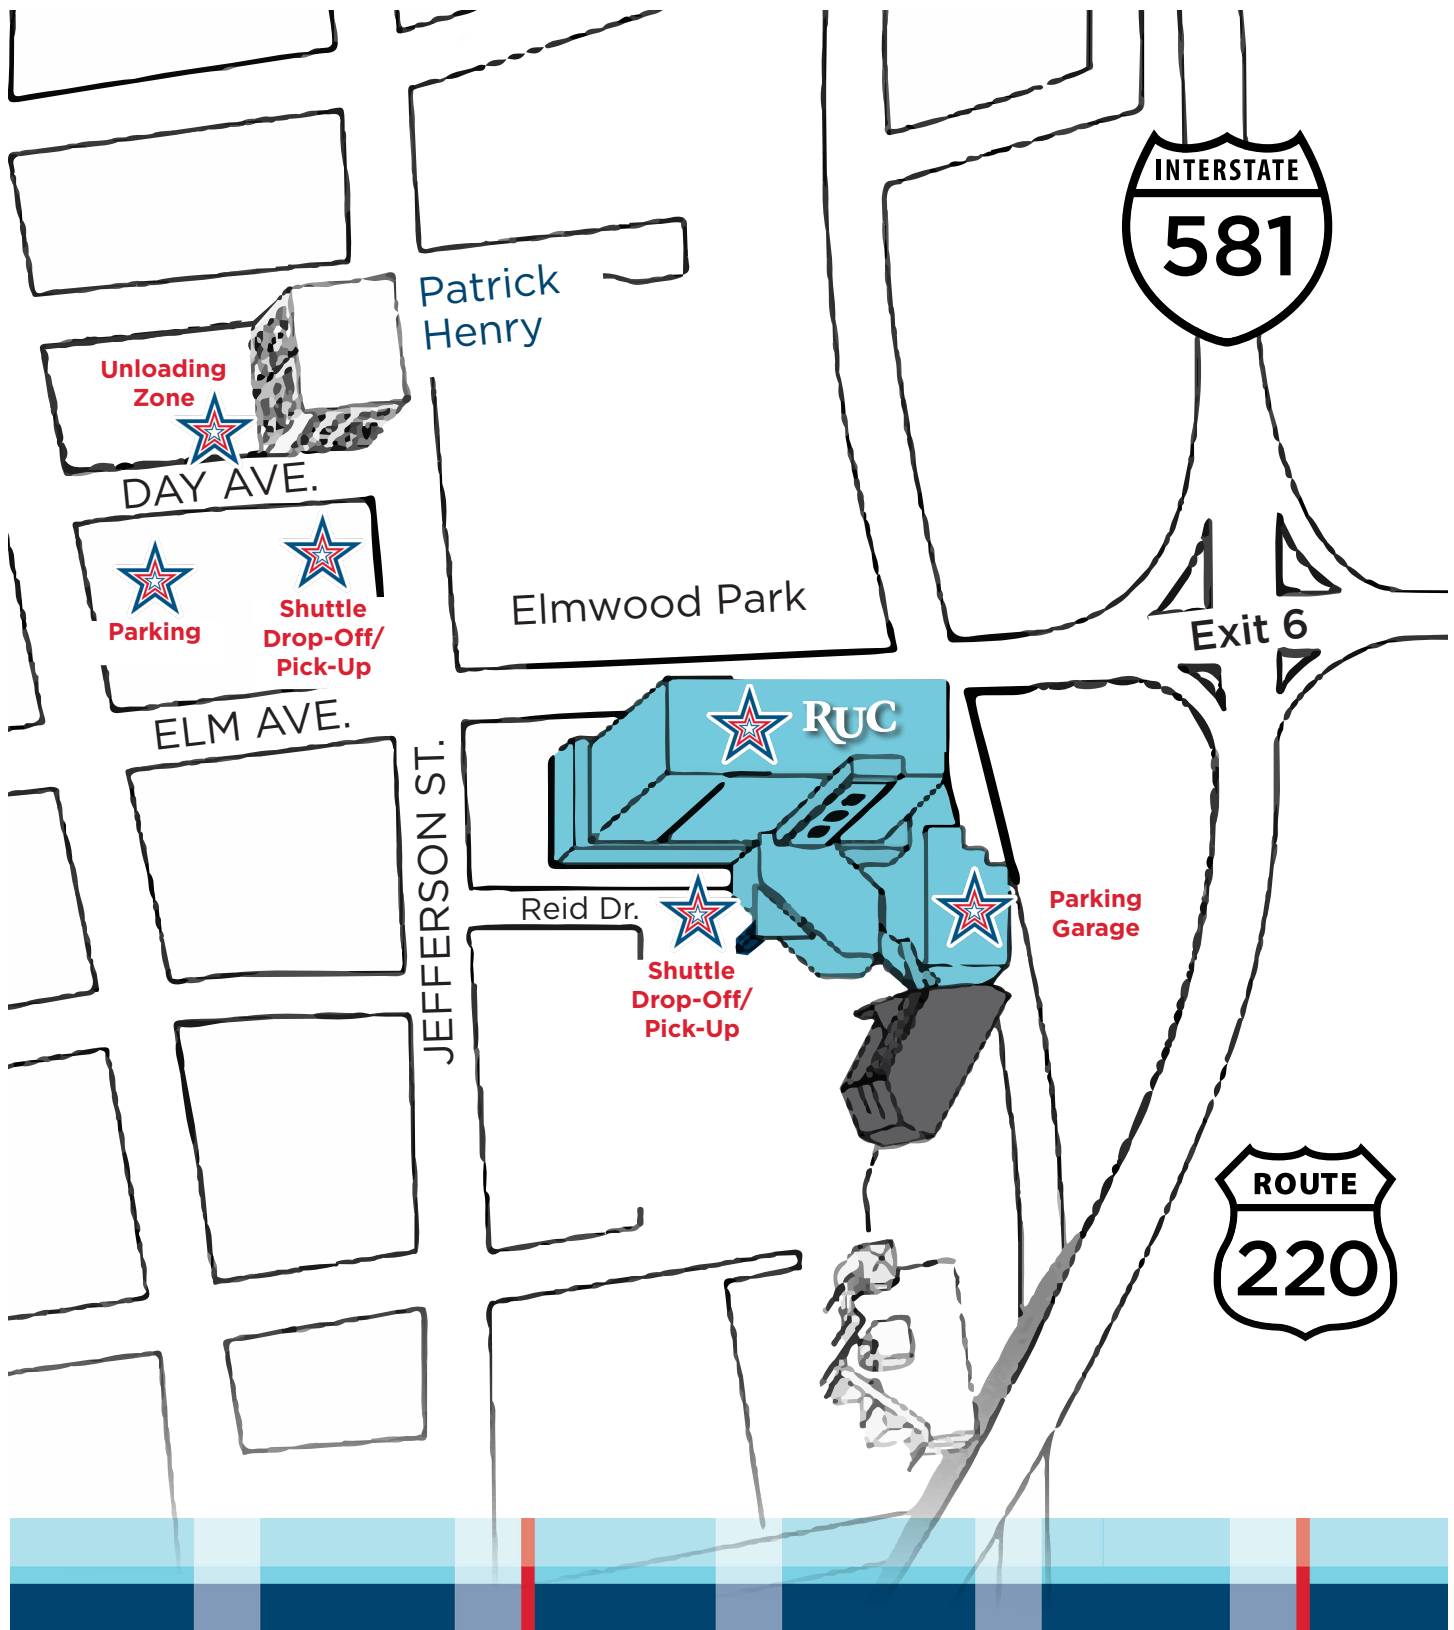 INTERSTATE
581
Patrick
Henry
Unloading
Zone
DAY AVE.
Shuttle
Drop-Off/
Pick-Up
Parking
Elmwood Park
Exit 6
ELM AVE.
RUC
JEFFERSON ST.
Reid Dr.
Parking
Garage
Shuttle
Drop-Off/
Pick-Up
ROUTE
220